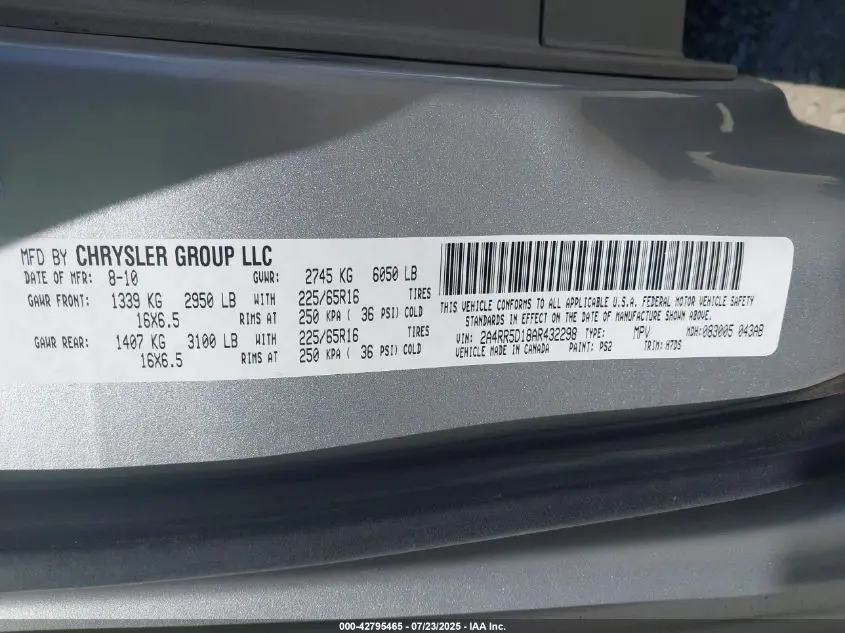 MFD BY CHRYSLER GROUP LLC
DATE OF MFR: 8-10 GVWR: 2745 KG 6050 LB
GAWR FRONT: 1339 KG 2950 LB WITH 225/65R16 TIRES
16X6.5 RIMS AT 250 KPA ( 36 PSI) COLD
GAWR REAR: 1407 KG 3100 LB WITH 225/65R16 TIRES
16X6.5 RIMS AT 250 KPA ( 36 PSI) COLD
THIS VEHICLE CONFORMS TO ALL APPLICABLE U.S.A. FEDERAL MOTOR VEHICLE SAFETY
STANDARDS IN EFFECT ON THE DATE OF MANUFACTURE SHOWN ABOVE.
VIN: 2A4RR5D18AR432298 TYPE: MPV MDH: 083005 043AB
VEHICLE MADE IN CANADA PAINT: PS2 TRIM: H7DS
000-42795465 - 07/23/2025 - IAA Inc.